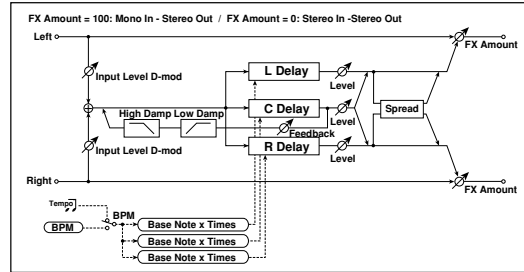 FX Amount = 100: Mono In - Stereo Out / FX Amount = 0: Stereo In -Stereo Out
Left
FX Amount
Input Level D-mod
L Delay
Level
High Damp Low Damp
C Delay
Level
Spread
Feedback
Input Level D-mod
R Delay
Level
Right
FX Amount
Tempo
BPM
BPM
Base Note x Times
Base Note x Times
Base Note x Times